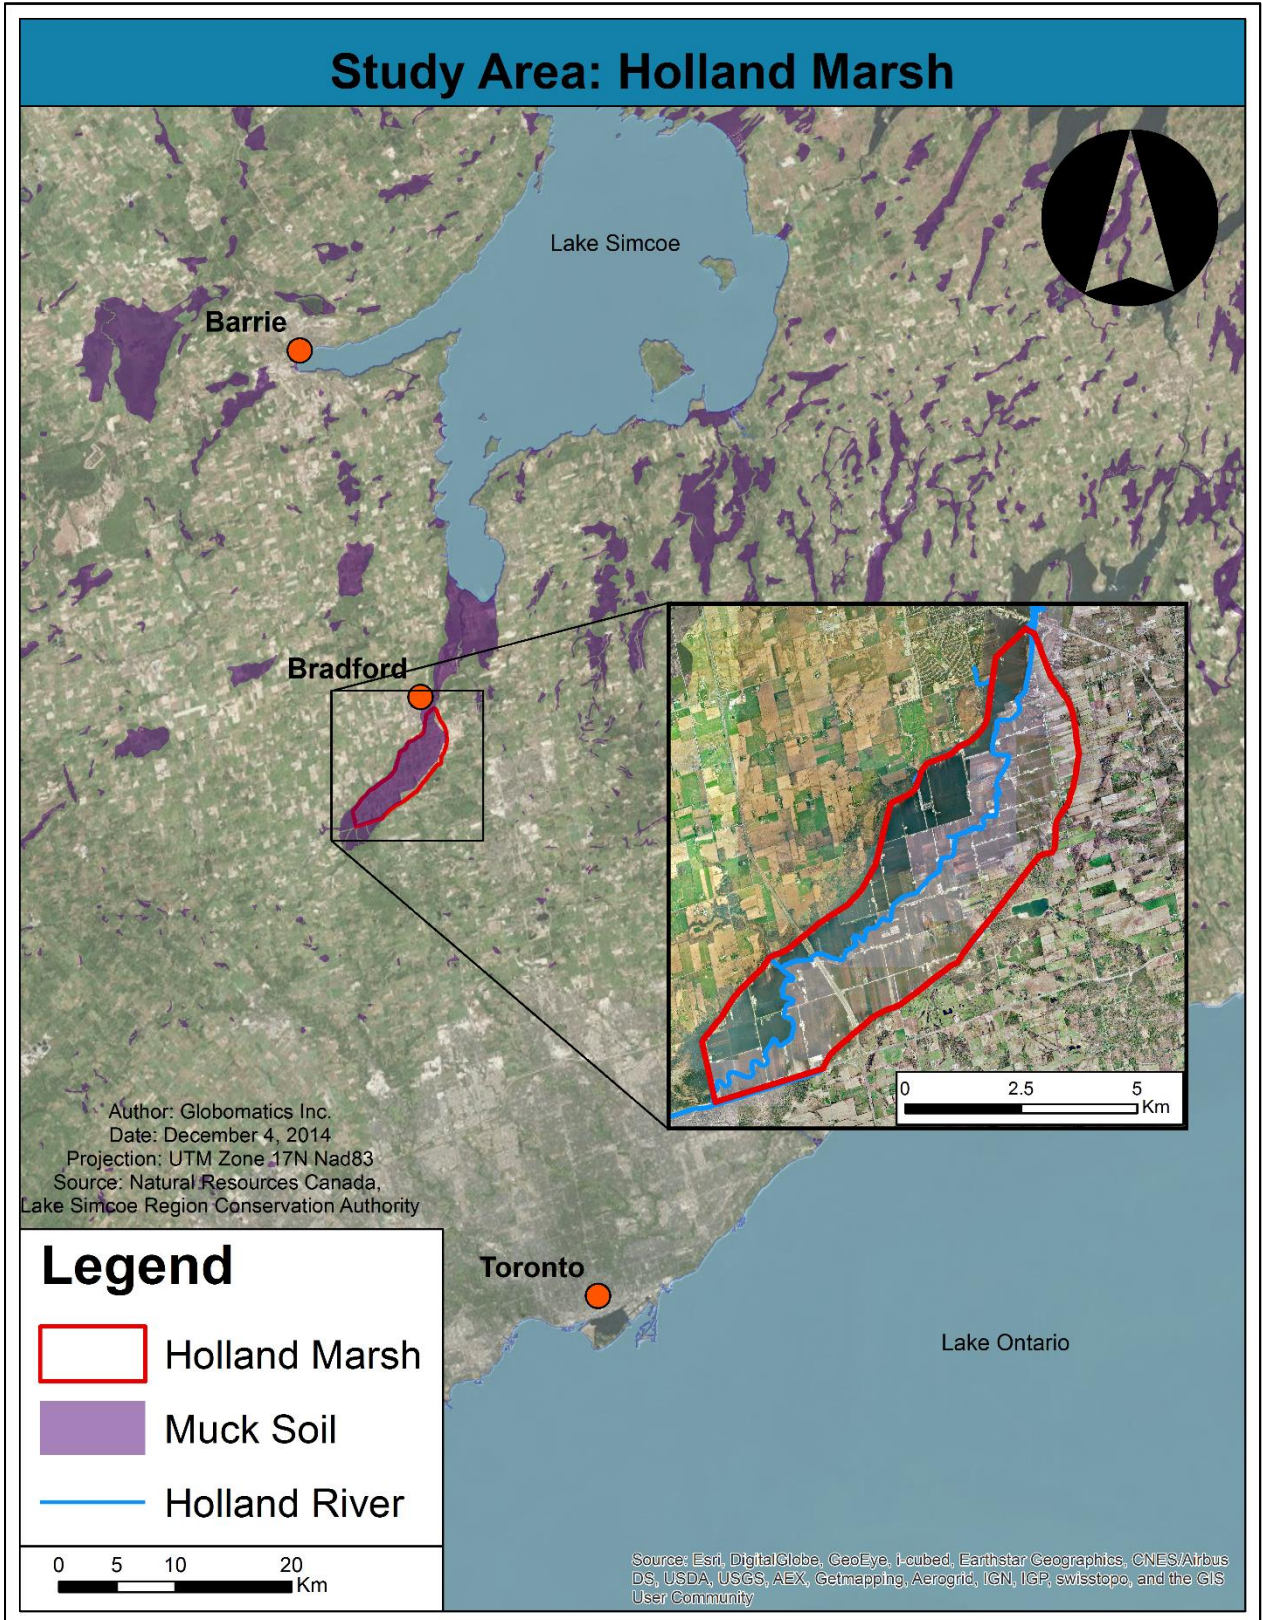 Study Area: Holland Marsh
Lake Simcoe
Barrie
Bradford
0 2.5 5
Km
Author: Globomatics Inc.
Date: December 4, 2014
Projection: UTM Zone 17N Nad83
Source: Natural Resources Canada,
Lake Simcoe Region Conservation Authority
Toronto
Lake Ontario
Legend
Holland Marsh
Muck Soil
Holland River
0 5 10 20
Km
Source: Esri, DigitalGlobe, GeoEye, i-cubed, Earthstar Geographics, CNES/Airbus
DS, USDA, USGS, AEX, Getmapping, Aerogrid, IGN, IGP, swisstopo, and the GIS
User Community